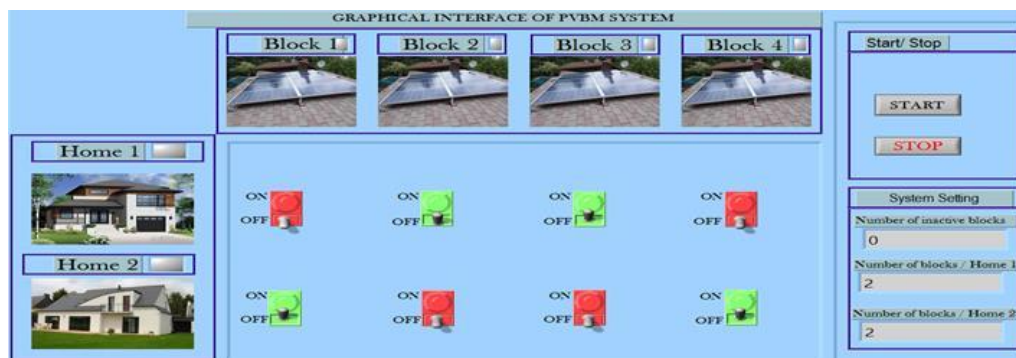 GRAPHICAL INTERFACE OF PVBM SYSTEM
Block 1
Block 2
Block 3
Block 4
Start/ Stop
START
STOP
Home 1
Home 2
ON
OFF
ON
OFF
ON
OFF
ON
OFF
ON
OFF
ON
OFF
ON
OFF
ON
OFF
System Setting
Number of inactive blocks
0
Number of blocks / Home 1
2
Number of blocks / Home 2
2